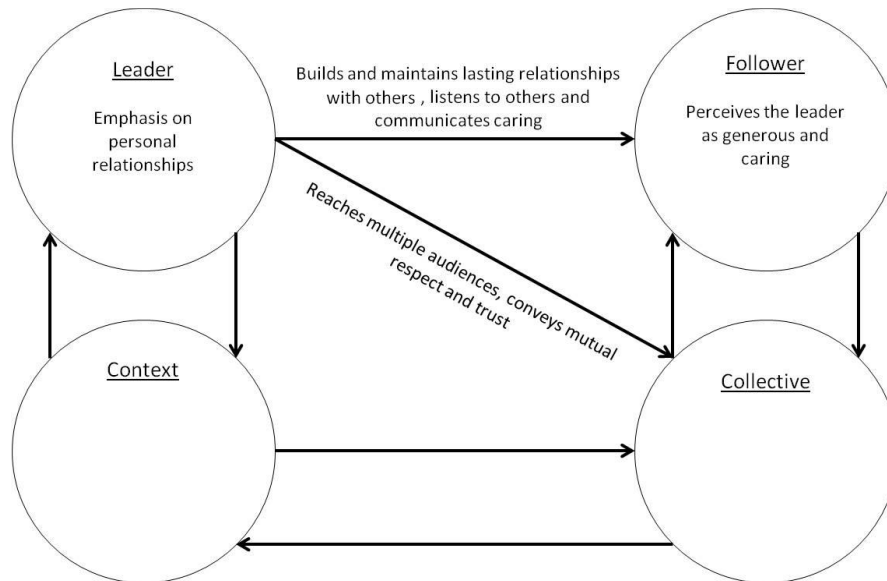 Leader
Emphasis on
personal
relationships
Builds and maintains lasting relationships
with others , listens to others and
communicates caring
Follower
Perceives the leader
as generous and
caring
Reaches multiple audiences, conveys mutual
respect and trust
Context
Collective